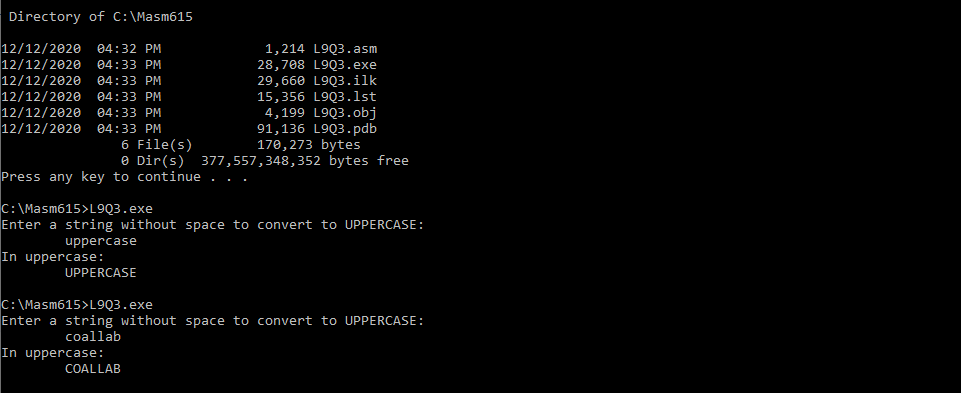 Directory of C:\Masm615
12/12/2020  04:32 PM             1,214 L9Q3.asm
12/12/2020  04:33 PM            28,708 L9Q3.exe
12/12/2020  04:33 PM            29,660 L9Q3.ilk
12/12/2020  04:33 PM            15,356 L9Q3.lst
12/12/2020  04:33 PM             4,199 L9Q3.obj
12/12/2020  04:33 PM            91,136 L9Q3.pdb
               6 File(s)        170,273 bytes
               0 Dir(s)  377,557,348,352 bytes free
Press any key to continue . . .
C:\Masm615>L9Q3.exe
Enter a string without space to convert to UPPERCASE:
        uppercase
In uppercase:
        UPPERCASE
C:\Masm615>L9Q3.exe
Enter a string without space to convert to UPPERCASE:
        coallab
In uppercase:
        COALLAB